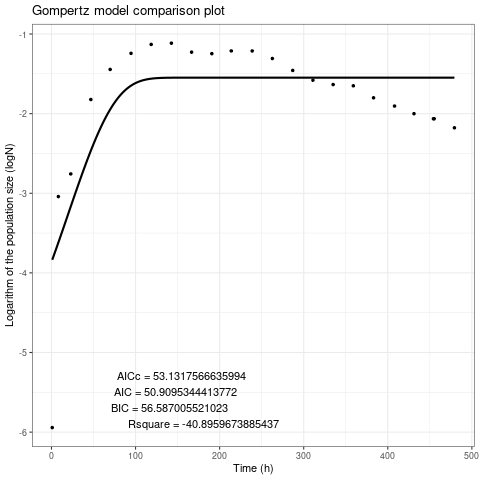 Gompertz model comparison plot
Logarithm of the population size (logN)
-1
-2
-3
-4
-5
-6
AICc = 53.1317566635994
AIC = 50.9095344413772
BIC = 56.587005521023
Rsquare = -40.8959673885437
0 100 200 300 400 500
Time (h)